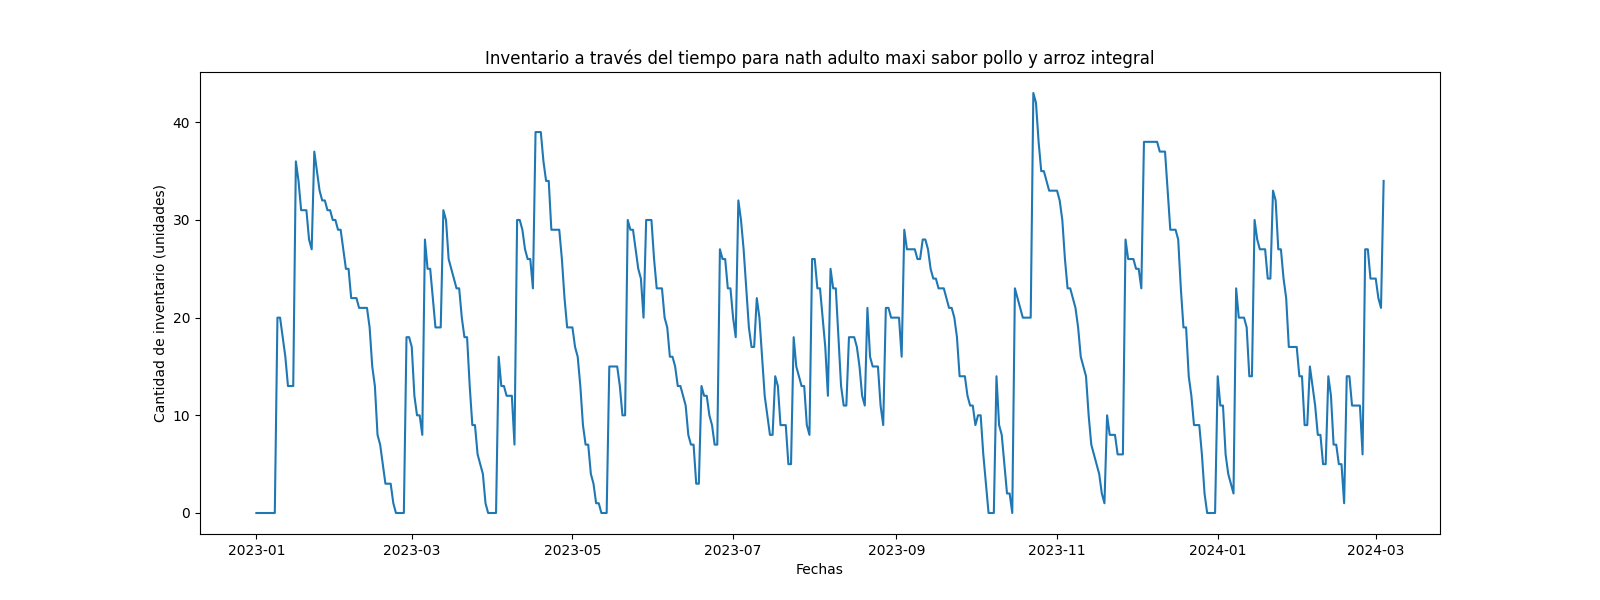 Inventario a través del tiempo para nath adulto maxi sabor pollo y arroz integral
Cantidad de inventario (unidades)
40
30
20
10
0
2023-01 2023-03 2023-05 2023-07 2023-09 2023-11 2024-01 2024-03
Fechas